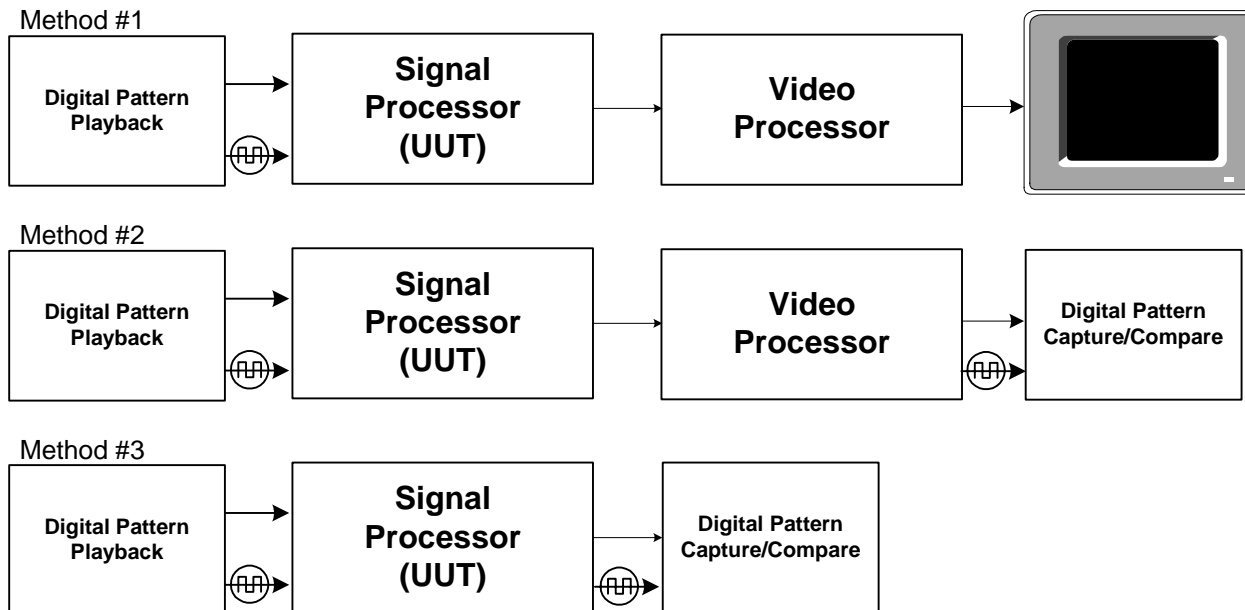 Method #1
Digital Pattern
Playback
Signal
Processor
(UUT)
Video
Processor
Method #2
Digital Pattern
Playback
Signal
Processor
(UUT)
Video
Processor
Digital Pattern
Capture/Compare
Method #3
Digital Pattern
Playback
Signal
Processor
(UUT)
Digital Pattern
Capture/Compare